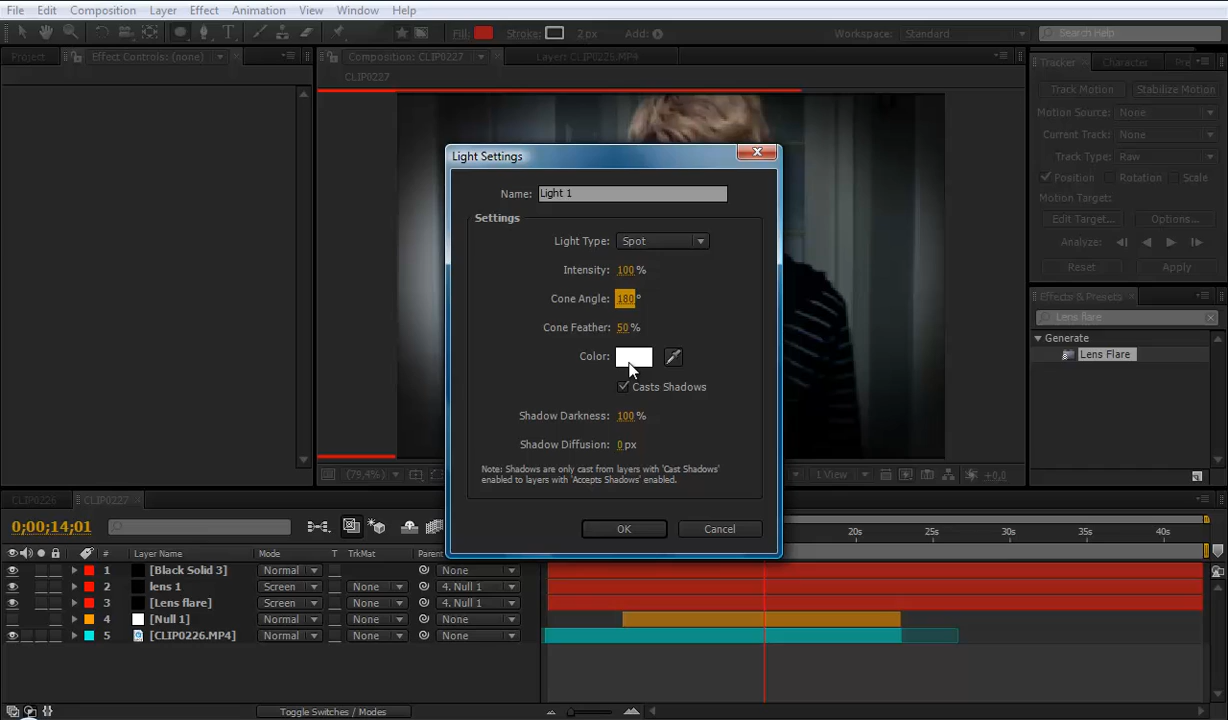 File Edit Composition Layer Effect Animation View Window Help
Fill: Stroke: 2 px Add: Workspace: Standard Search Help
Project Effect Controls: (none) Composition: CLIP0227 Layer: CLIP0225.MP4 Tracker Character Pre
CLIP0227
Track Motion Stabilize Motion
Motion Source: None
Current Track: None
Track Type: Raw
Position Rotation Scale
Motion Target:
Edit Target... Options...
Analyze:
Reset Apply
Effects & Presets
Lens flare
Generate
Lens Flare
Light Settings
Name: Light 1
Settings
Light Type: Spot
Intensity: 100 %
Cone Angle: 180 °
Cone Feather: 50 %
Color:
Casts Shadows
Shadow Darkness: 100 %
Shadow Diffusion: 0 px
Note: Shadows are only cast from layers with 'Cast Shadows'
enabled to layers with 'Accepts Shadows' enabled.
OK Cancel
(79,4%) 1 View +0,0
CLIP0226 CLIP0227
0;00;14;01 20s 25s 30s 35s 40s
# Layer Name Mode T TrkMat Parent
1 [Black Solid 3] Normal None
2 lens 1 Screen None 4. Null 1
3 [Lens flare] Screen None 4. Null 1
4 [Null 1] Normal None None
5 [CLIP0226.MP4] Normal None None
Toggle Switches / Modes